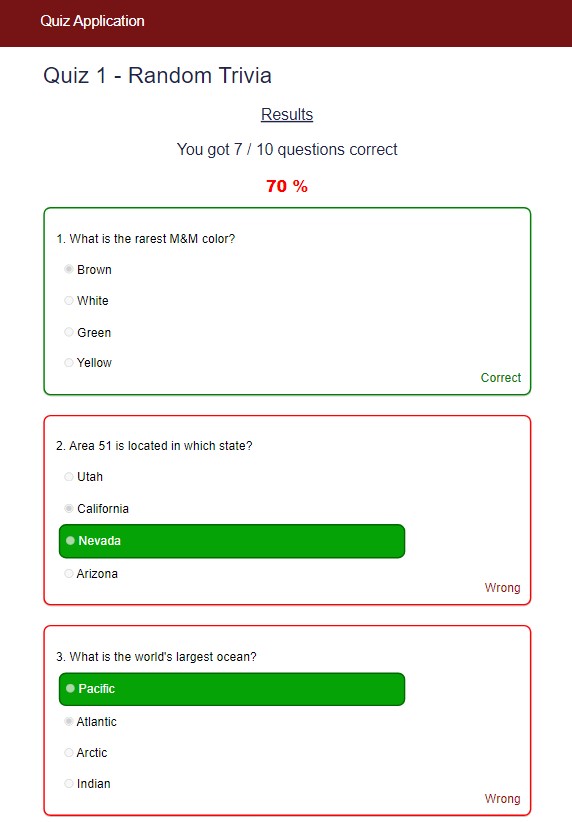 Quiz Application
Quiz 1 - Random Trivia
Results
You got 7 / 10 questions correct
70 %
1. What is the rarest M&M color?
Brown
White
Green
Yellow
Correct
2. Area 51 is located in which state?
Utah
California
Nevada
Arizona
Wrong
3. What is the world's largest ocean?
Pacific
Atlantic
Arctic
Indian
Wrong